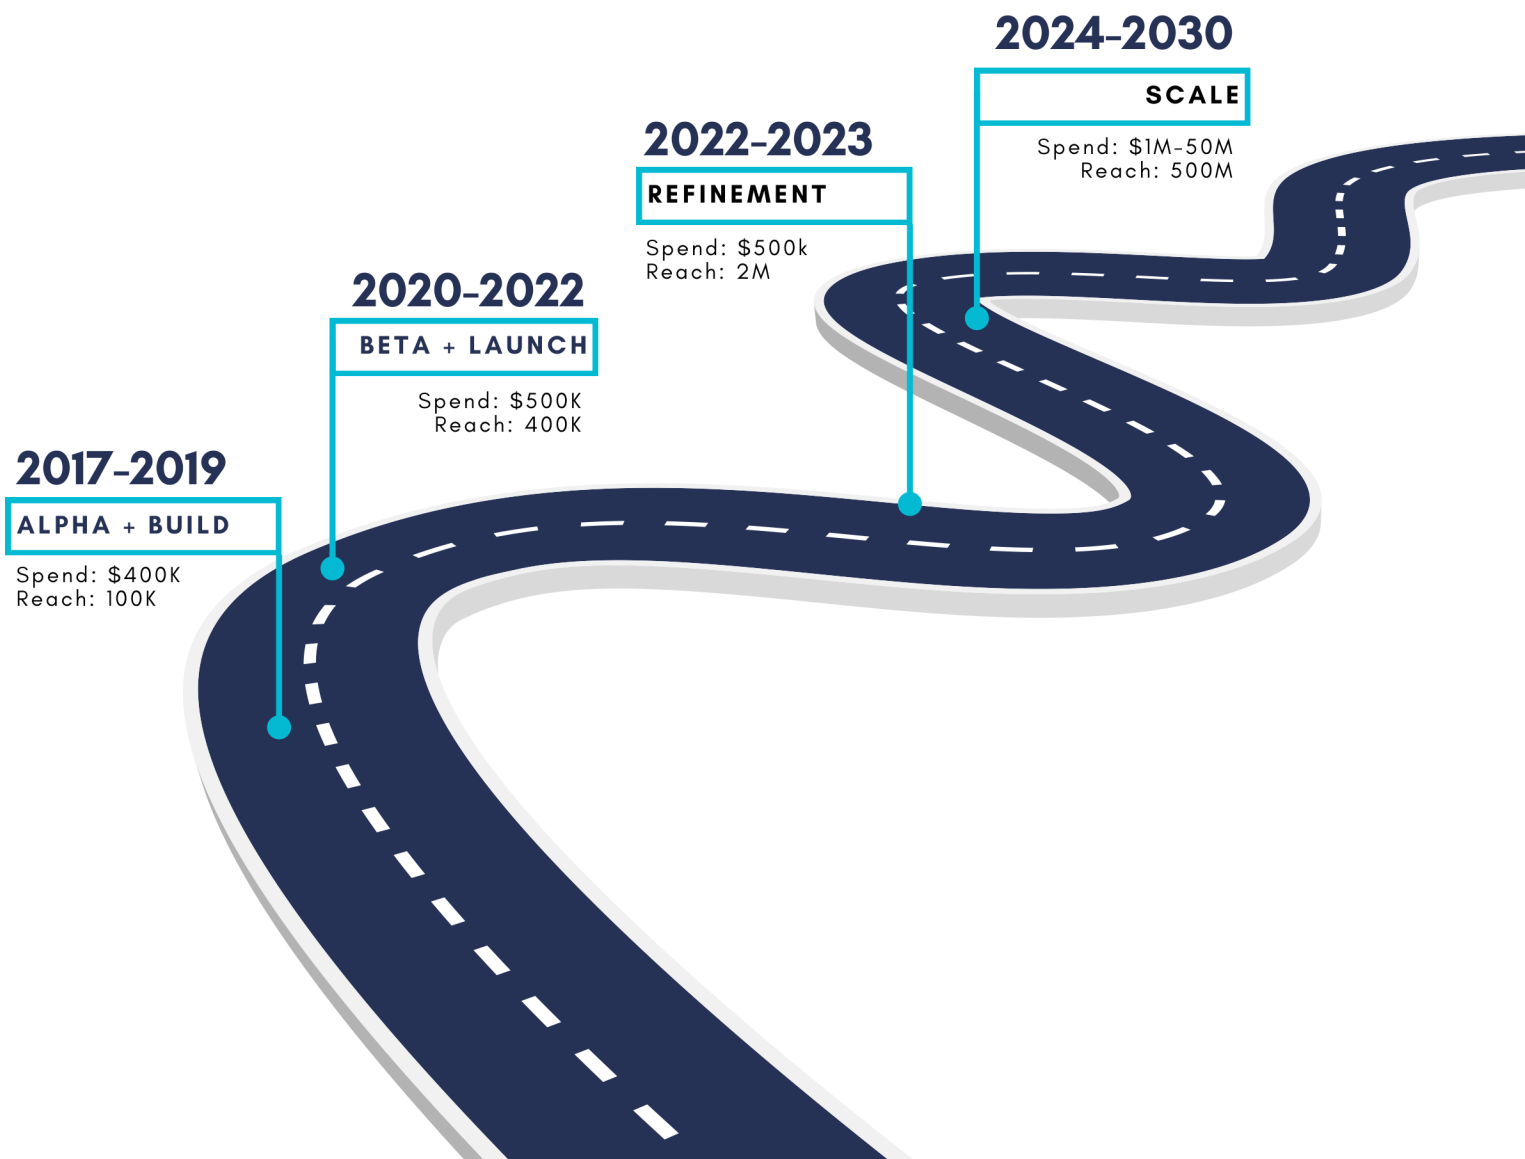 2017-2019
ALPHA + BUILD
Spend: $400K
Reach: 100K
2020-2022
BETA + LAUNCH
Spend: $500K
Reach: 400K
2022-2023
REFINEMENT
Spend: $500k
Reach: 2M
2024-2030
SCALE
Spend: $1M-50M
Reach: 500M